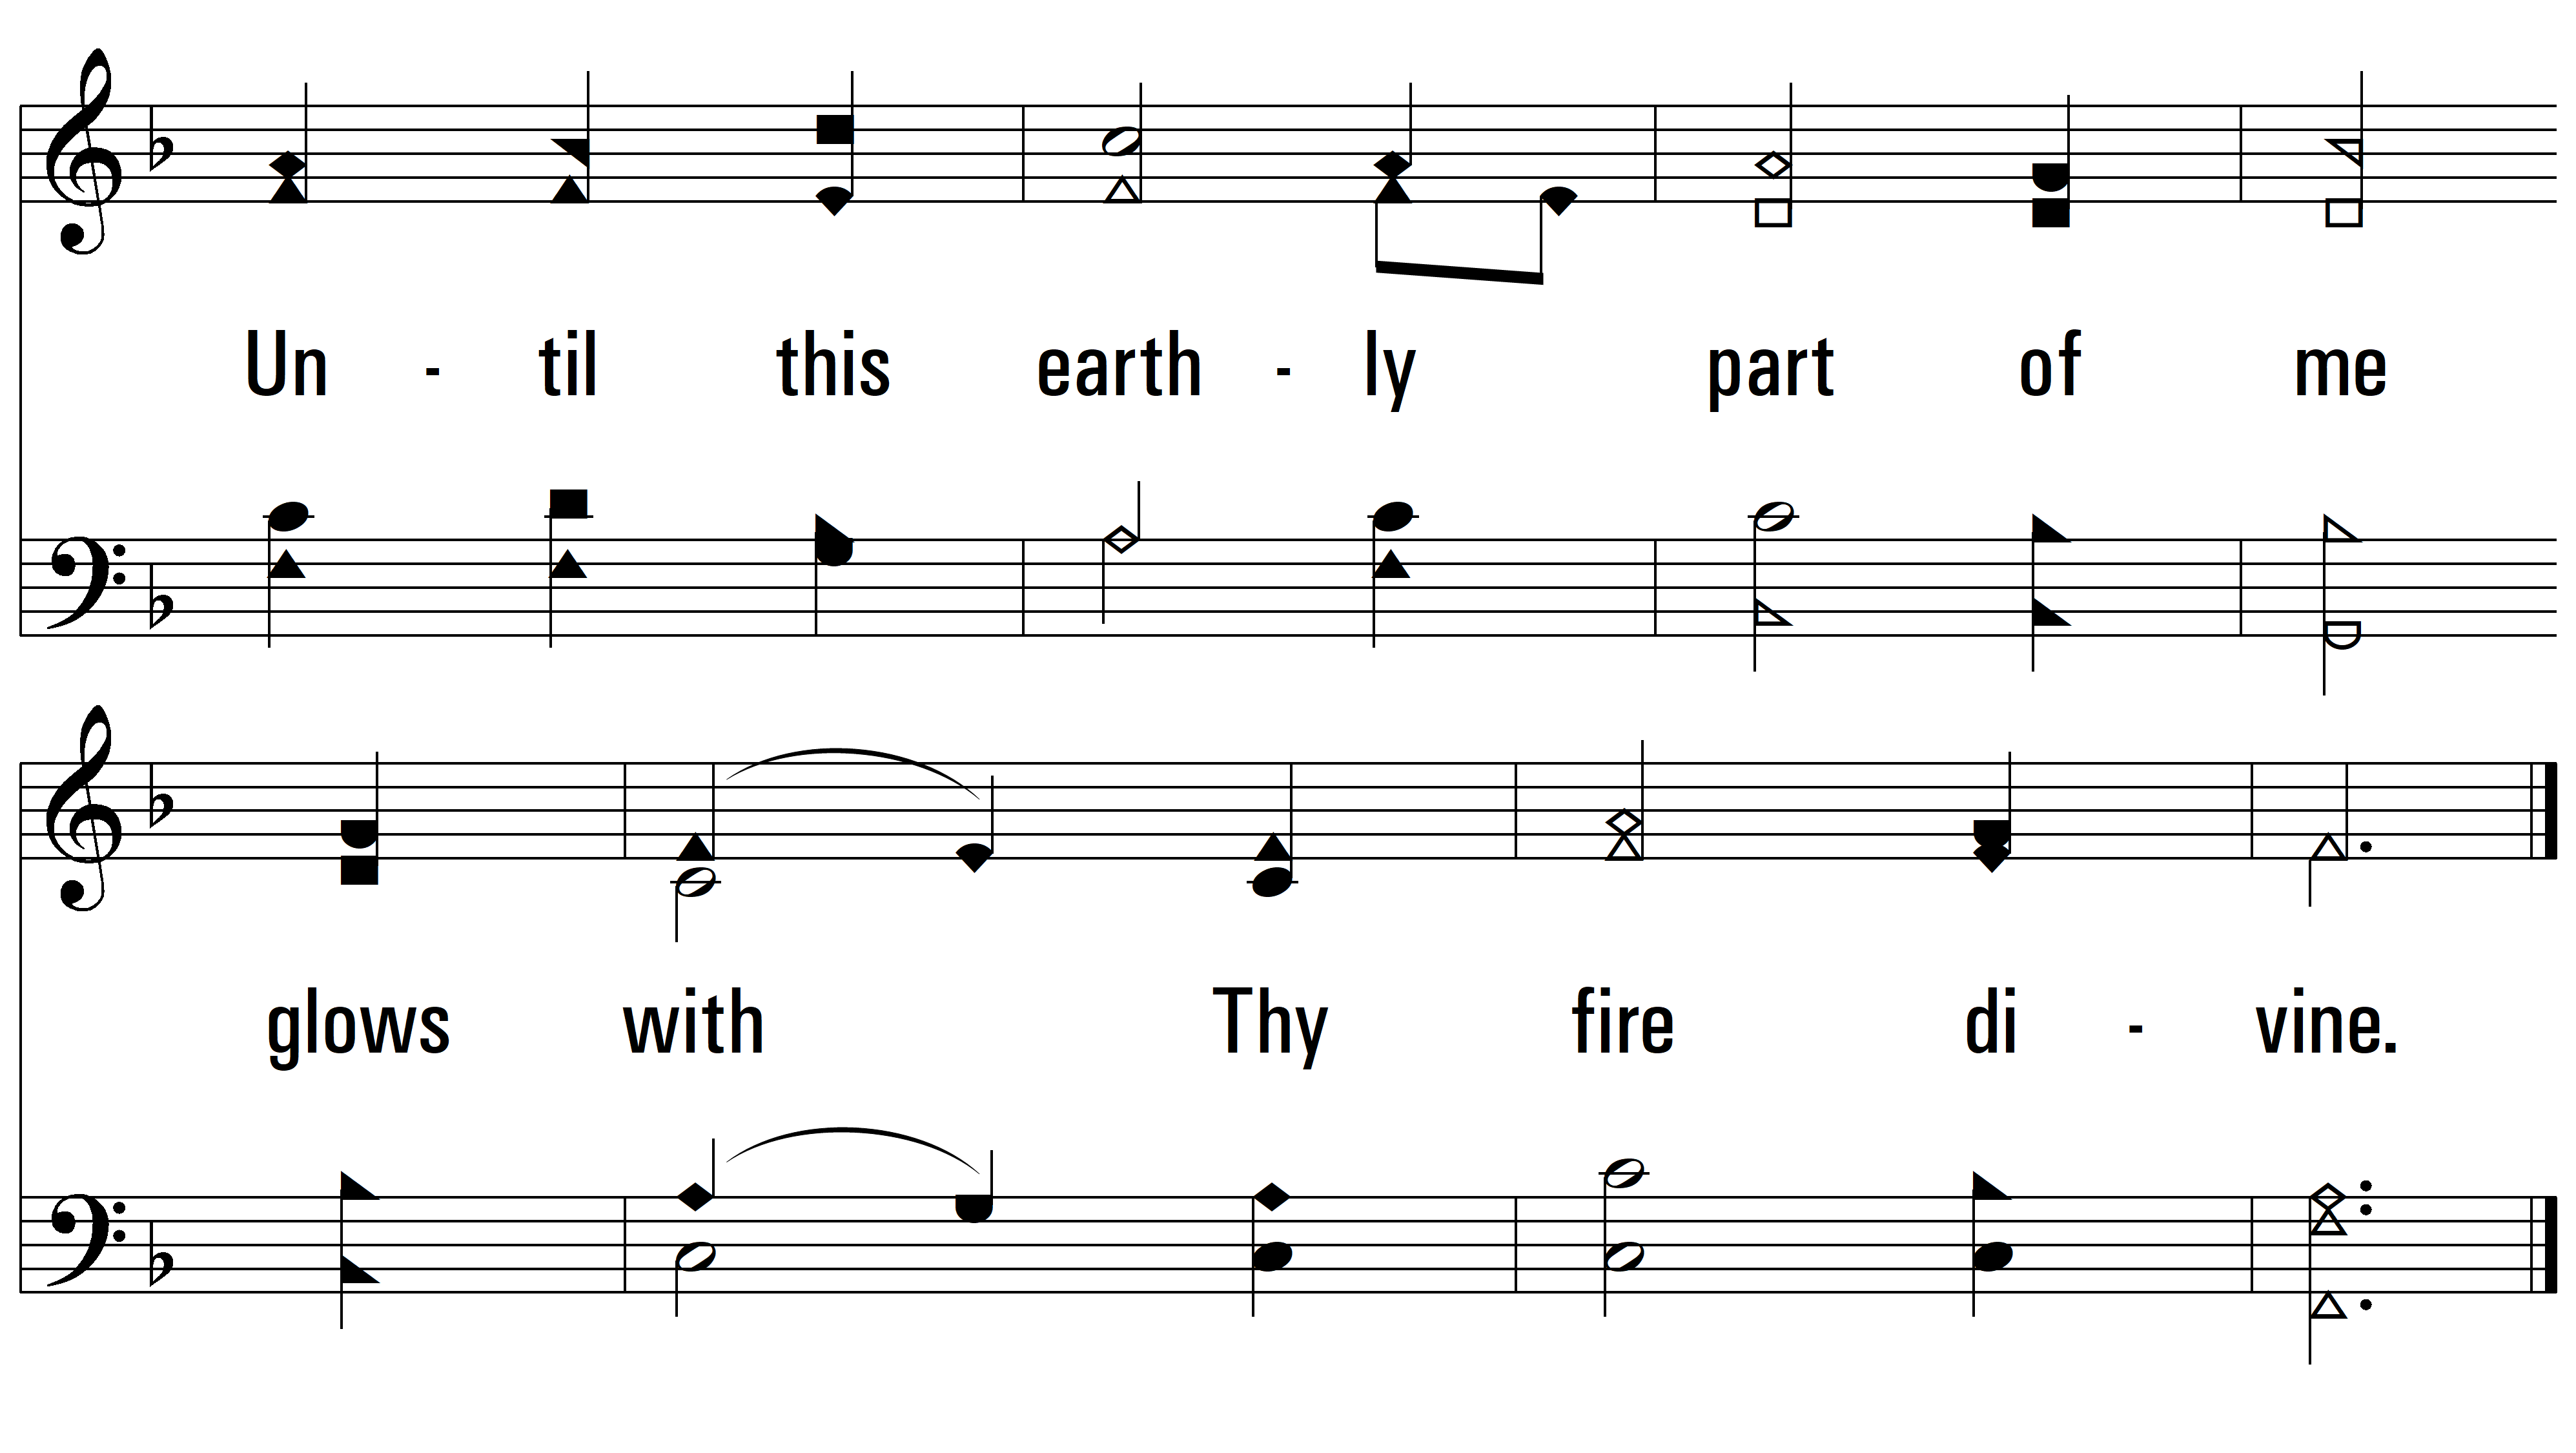 Un - til this earth - ly part of me
glows with Thy fire di - vine.